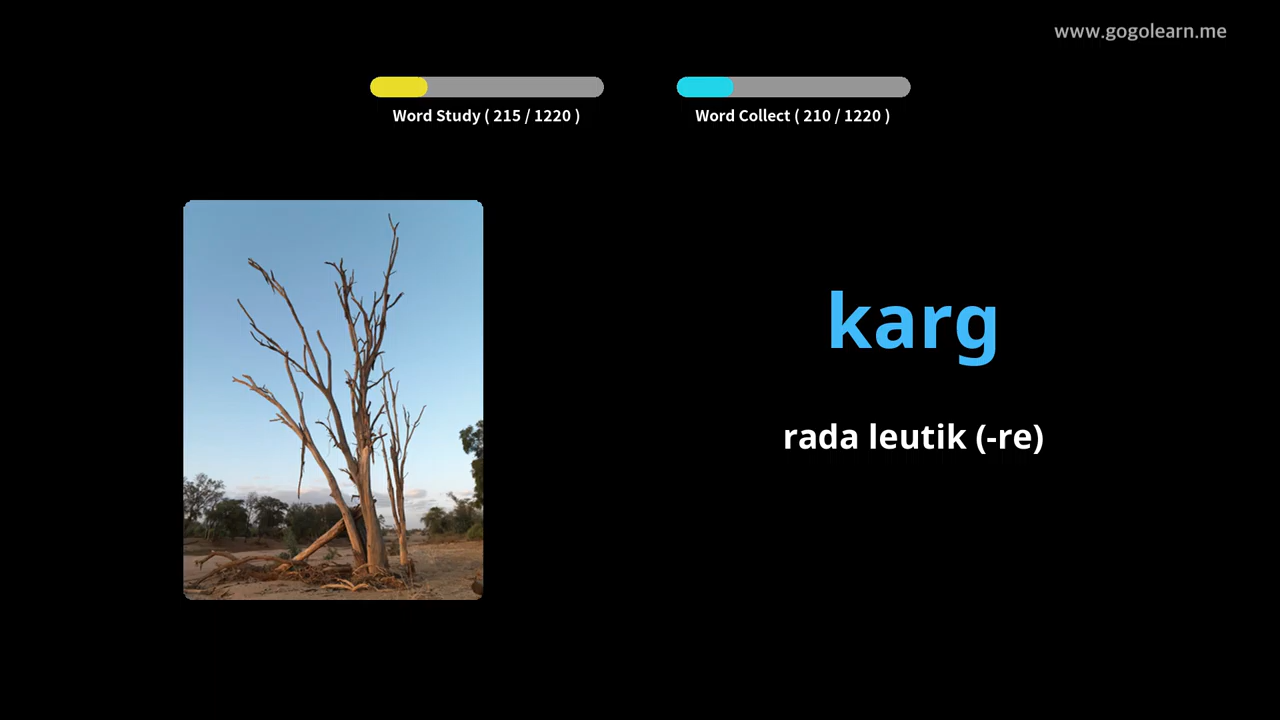 www.gogolearn.me
Word Study ( 215 / 1220 )
Word Collect ( 210 / 1220 )
karg
rada leutik (-re)